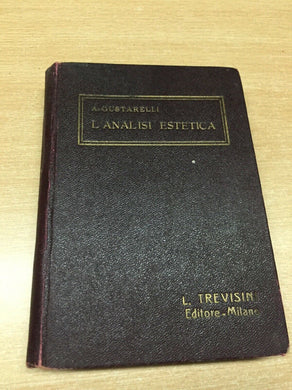 A. GUSTARELLI
L'ANALISI ESTETICA
L. TREVISINI
Editore - Milano